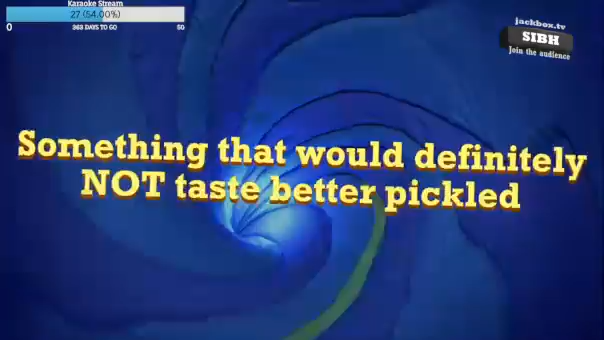 Karaoke Stream
27 (54.00%)
0 363 DAYS TO GO 50
jackbox.tv
SIBH
Join the audience
Something that would definitely
NOT taste better pickled